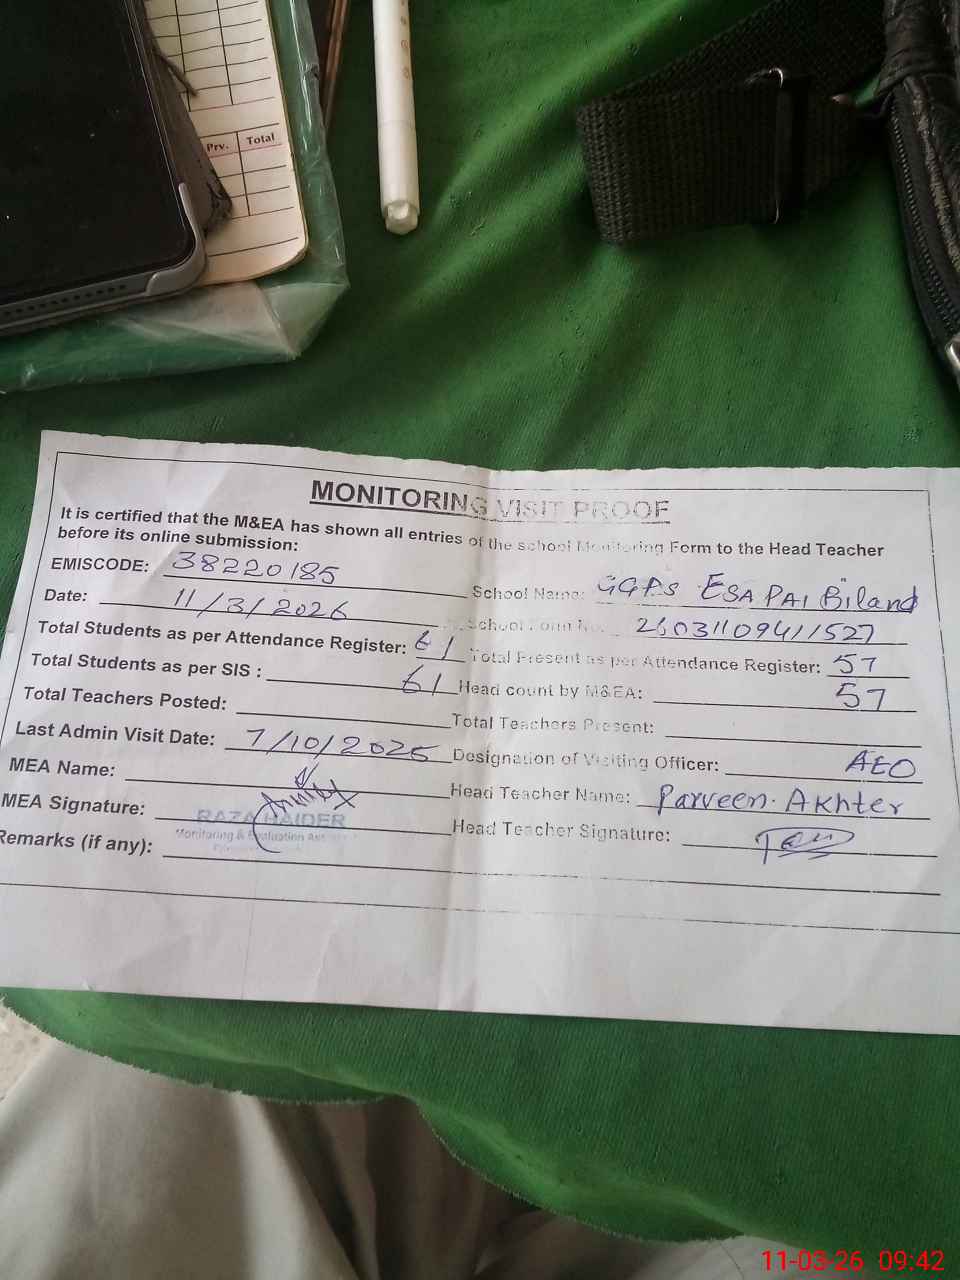 Prv. Total
MONITORING VISIT PROOF
It is certified that the M&EA has shown all entries of the school Monitoring Form to the Head Teacher
before its online submission:
EMISCODE: 38220185 School Name: GGPS ESA PAI Biland
Date: 11/3/2026 School Form No. 26031109411527
Total Students as per Attendance Register: 61 Total Present as per Attendance Register: 57
Total Students as per SIS : 61 Head count by M&EA: 57
Total Teachers Posted: Total Teachers Present:
Last Admin Visit Date: 7/10/2025 Designation of Visiting Officer: AEO
MEA Name: Head Teacher Name: Parveen. Akhter
MEA Signature: RAZA HAIDER Head Teacher Signature:
Monitoring & Evaluation
Remarks (if any):
11-03-26 09:42